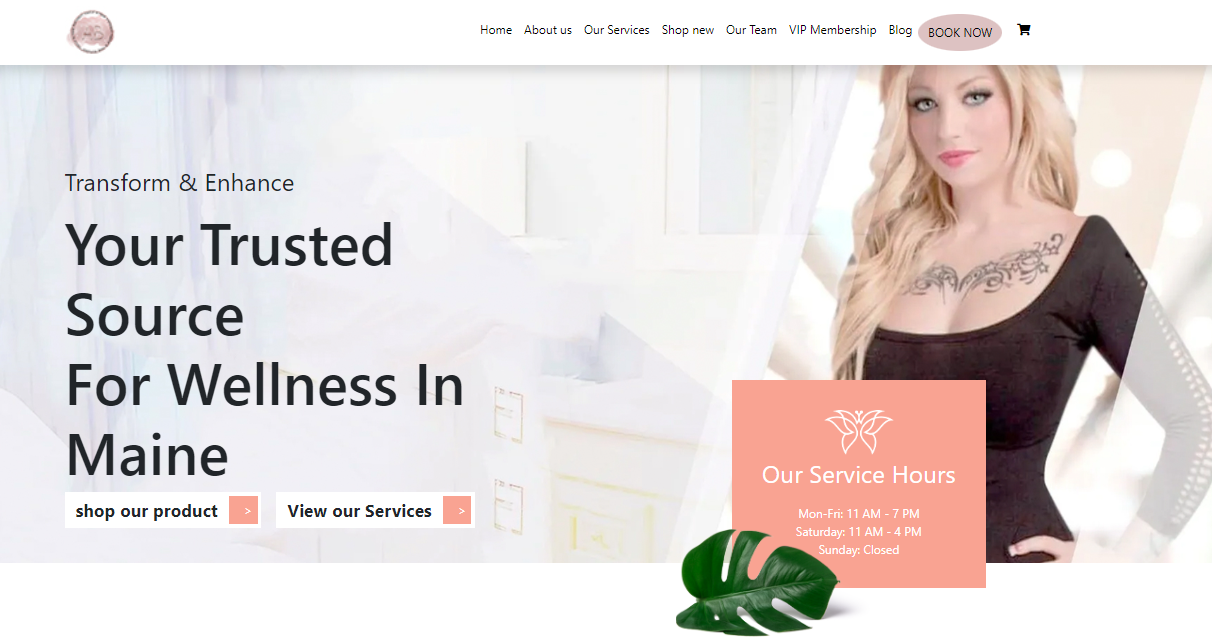 Home About us Our Services Shop new Our Team VIP Membership Blog BOOK NOW
Transform & Enhance
Your Trusted
Source
For Wellness In
Maine
shop our product >
View our Services >
Our Service Hours
Mon-Fri: 11 AM - 7 PM
Saturday: 11 AM - 4 PM
Sunday: Closed